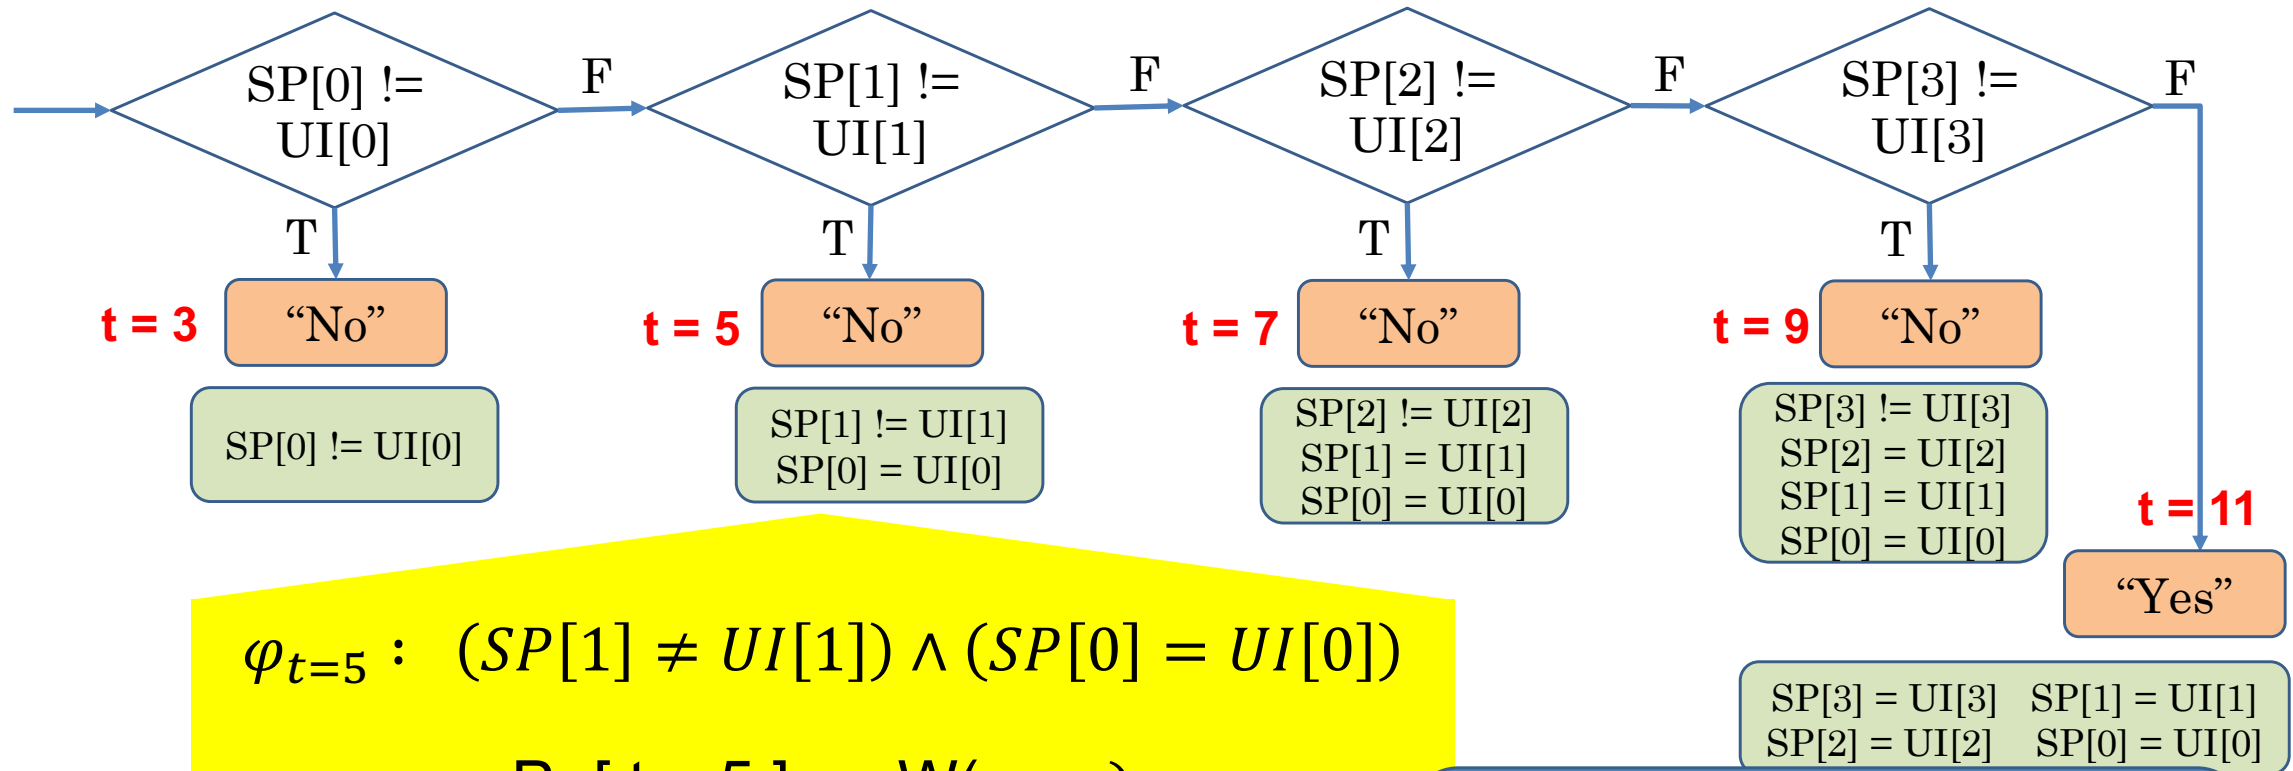 SP[0] !=
UI[0]
F
SP[1] !=
UI[1]
F
SP[2] !=
UI[2]
F
SP[3] !=
UI[3]
F
T
T
T
T
t = 3
“No”
t = 5
“No”
t = 7
“No”
t = 9
“No”
SP[0] != UI[0]
SP[1] != UI[1]
SP[0] = UI[0]
SP[2] != UI[2]
SP[1] = UI[1]
SP[0] = UI[0]
SP[3] != UI[3]
SP[2] = UI[2]
SP[1] = UI[1]
SP[0] = UI[0]
t = 11
“Yes”
φₜ₌₅ : (SP[1] ≠ UI[1]) ∧ (SP[0] = UI[0])
SP[3] = UI[3] SP[1] = UI[1]
SP[2] = UI[2] SP[0] = UI[0]